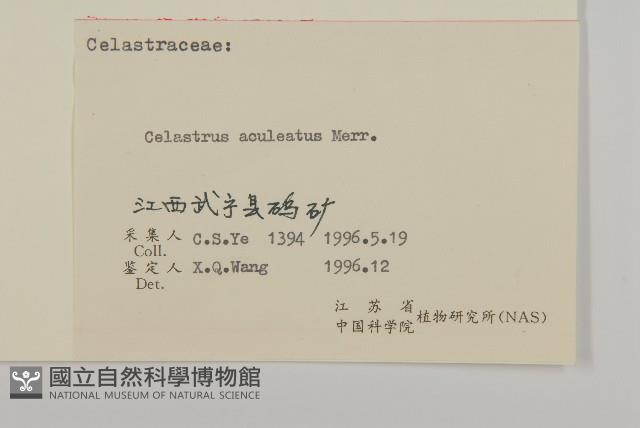 Celastraceae:
Celastrus aculeatus Merr.
江西武宁县钨矿
采集人 C.S.Ye 1394 1996.5.19
Coll.
鉴定人 X.Q.Wang 1996.12
Det.
江苏省
中国科学院 植物研究所(NAS)
國立自然科學博物館
NATIONAL MUSEUM OF NATURAL SCIENCE